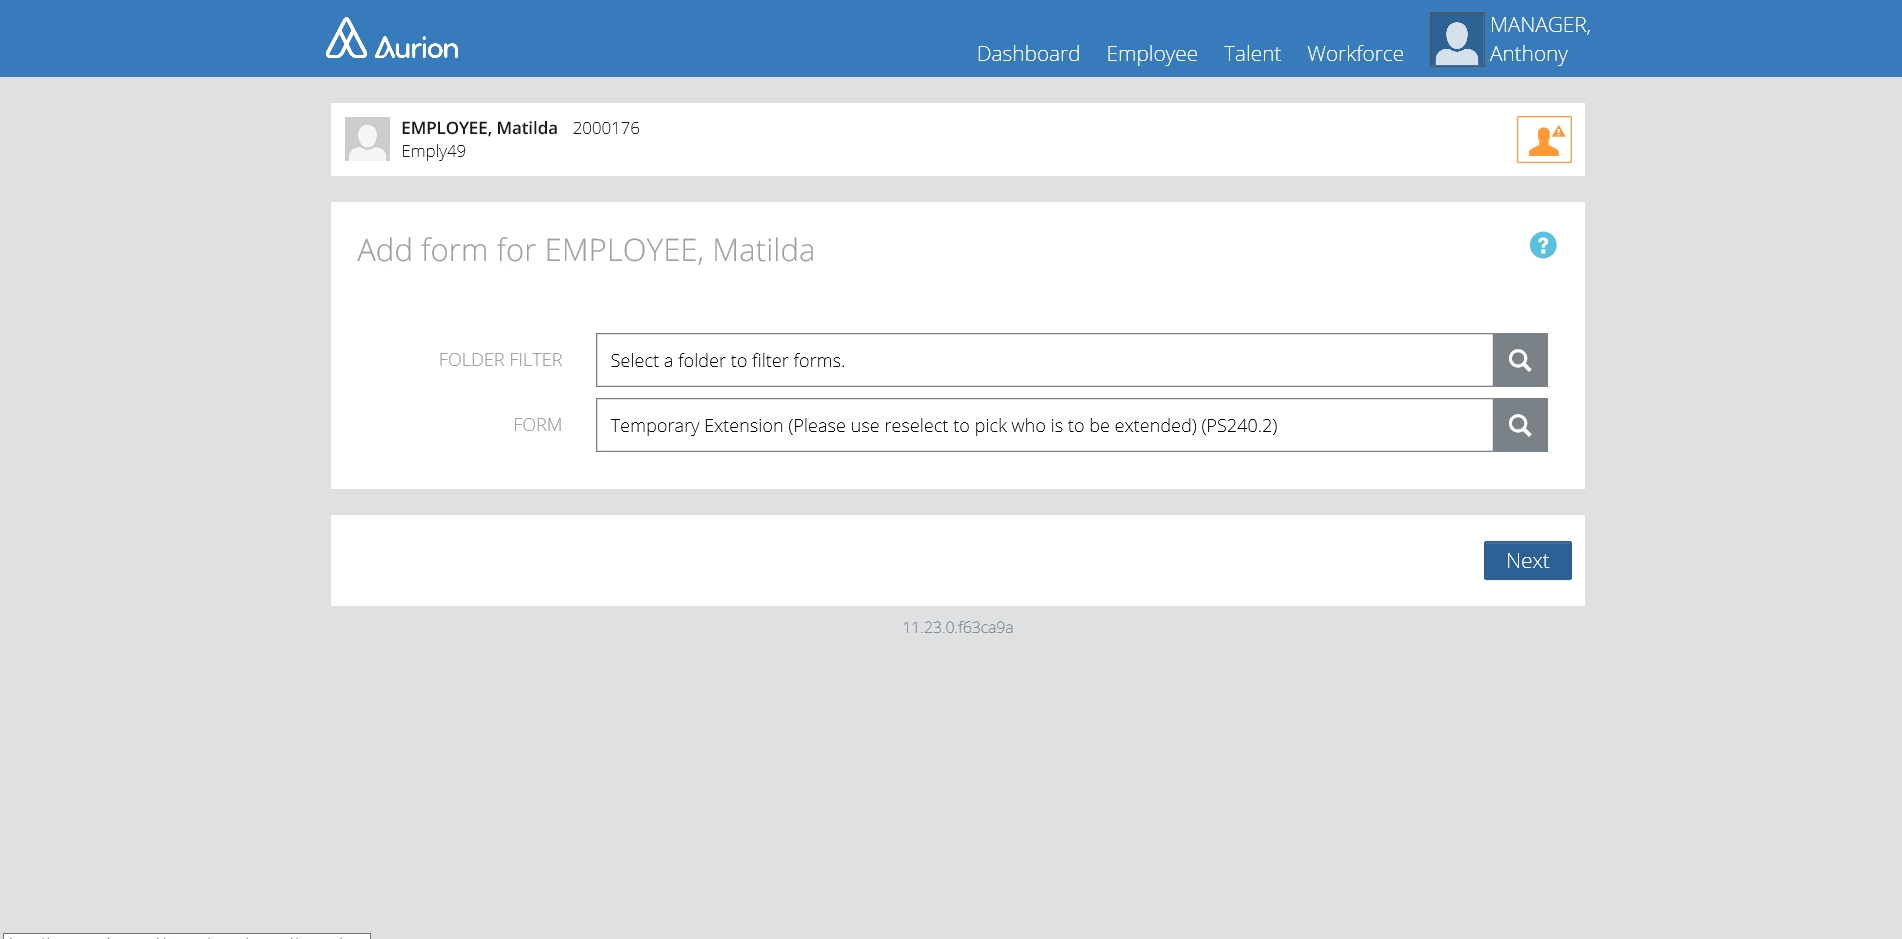 Aurion
Dashboard
Employee
Talent
Workforce
MANAGER,
Anthony
EMPLOYEE, Matilda 2000176
Emply49
Add form for EMPLOYEE, Matilda
?
FOLDER FILTER
Select a folder to filter forms.
FORM
Temporary Extension (Please use reselect to pick who is to be extended) (PS240.2)
Next
11.23.0.f63ca9a